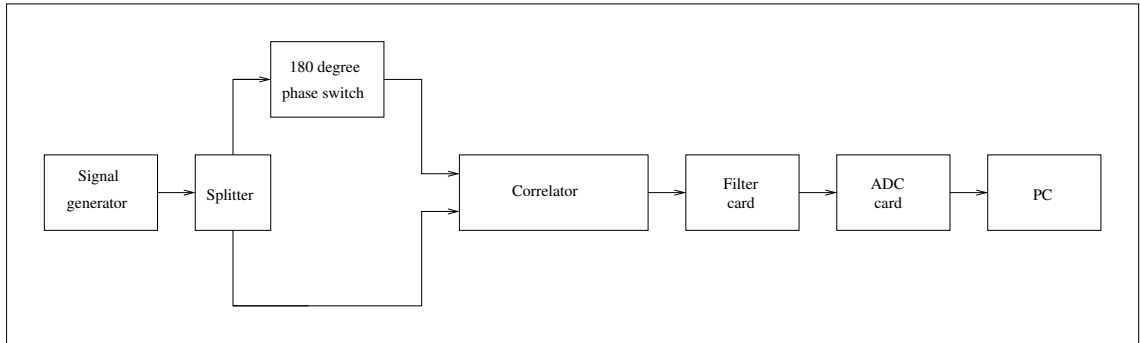 180 degree
phase switch
Signal
generator
Splitter
Correlator
Filter
card
ADC
card
PC